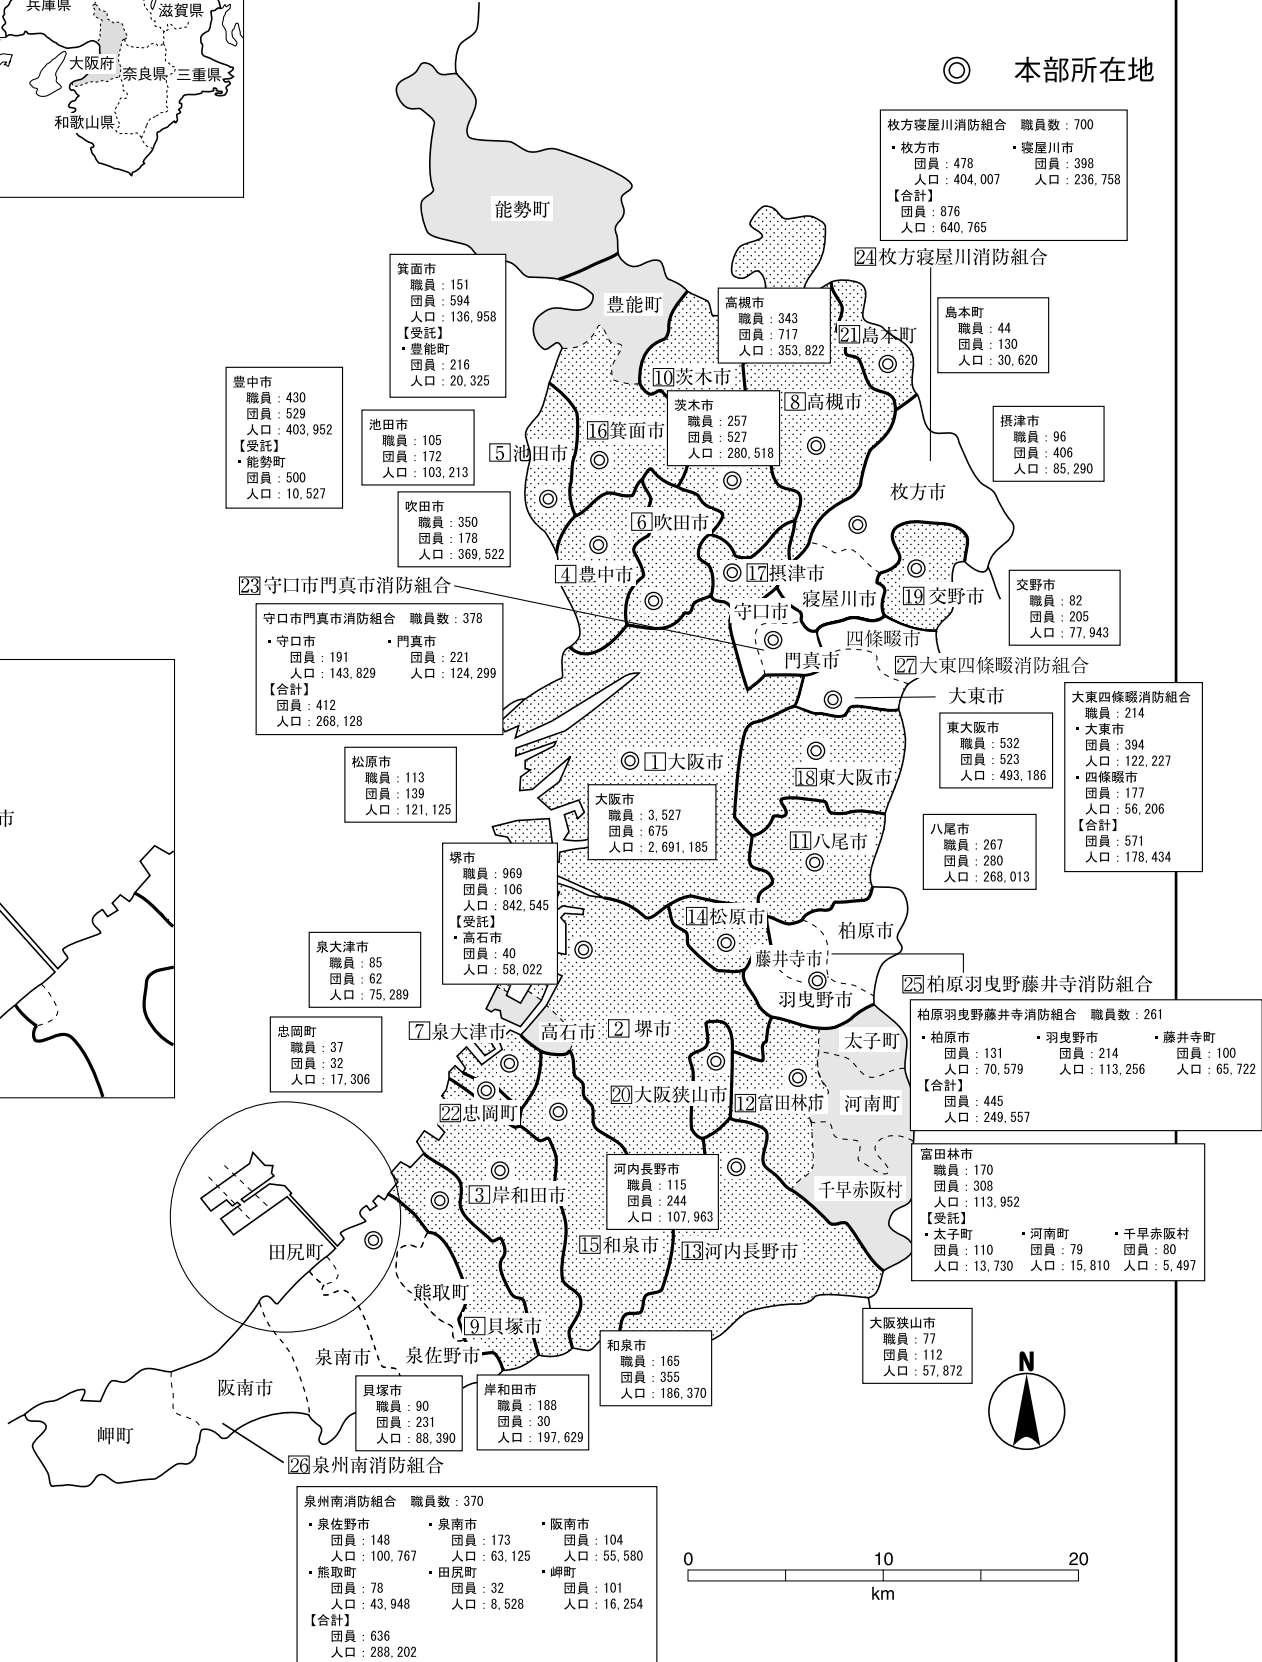 兵庫県
滋賀県
大阪府
奈良県
三重県
和歌山県
本部所在地
枚方寝屋川消防組合　職員数：700
・枚方市　・寝屋川市
団員：478　団員：398
人口：404,007　人口：236,758
【合計】
団員：876
人口：640,765
24枚方寝屋川消防組合
能勢町
豊能町
箕面市
職員：151
団員：594
人口：136,958
【受託】
・豊能町
団員：216
人口：20,325
高槻市
職員：343
団員：717
人口：353,822
21島本町
島本町
職員：44
団員：130
人口：30,620
豊中市
職員：430
団員：529
人口：403,952
【受託】
・能勢町
団員：500
人口：10,527
池田市
職員：105
団員：172
人口：103,213
10茨木市
茨木市
職員：257
団員：527
人口：280,518
8高槻市
16箕面市
5池田市
摂津市
職員：96
団員：406
人口：85,290
枚方市
吹田市
職員：350
団員：178
人口：369,522
6吹田市
4豊中市
17摂津市
寝屋川市
19交野市
交野市
職員：82
団員：205
人口：77,943
23守口市門真市消防組合
守口市門真市消防組合　職員数：378
・守口市　・門真市
団員：191　団員：221
人口：143,829　人口：124,299
【合計】
団員：412
人口：268,128
守口市
門真市
四條畷市
27大東四條畷消防組合
大東市
大東四條畷消防組合
職員：214
・大東市
団員：394
人口：122,227
・四條畷市
団員：177
人口：56,206
【合計】
団員：571
人口：178,434
東大阪市
職員：532
団員：523
人口：493,186
松原市
職員：113
団員：139
人口：121,125
1大阪市
18東大阪市
大阪市
職員：3,527
団員：675
人口：2,691,185
市
11八尾市
八尾市
職員：267
団員：280
人口：268,013
堺市
職員：969
団員：106
人口：842,545
【受託】
・高石市
団員：40
人口：58,022
14松原市
柏原市
藤井寺市
羽曳野市
25柏原羽曳野藤井寺消防組合
柏原羽曳野藤井寺消防組合　職員数：261
・柏原市　・羽曳野市　・藤井寺町
団員：131　団員：214　団員：100
人口：70,579　人口：113,256　人口：65,722
【合計】
団員：445
人口：249,557
泉大津市
職員：85
団員：62
人口：75,289
忠岡町
職員：37
団員：32
人口：17,306
7泉大津市
高石市
2堺市
太子町
22忠岡町
20大阪狭山市
12富田林市
河南町
富田林市
職員：170
団員：308
人口：113,952
【受託】
・太子町　・河南町　・千早赤阪村
団員：110　団員：79　団員：80
人口：13,730　人口：15,810　人口：5,497
河内長野市
職員：115
団員：244
人口：107,963
千早赤阪村
3岸和田市
15和泉市
13河内長野市
田尻町
熊取町
9貝塚市
泉南市
泉佐野市
阪南市
岬町
大阪狭山市
職員：77
団員：112
人口：57,872
和泉市
職員：165
団員：355
人口：186,370
貝塚市
職員：90
団員：231
人口：88,390
岸和田市
職員：188
団員：30
人口：197,629
N
26泉州南消防組合
泉州南消防組合　職員数：370
・泉佐野市　・泉南市　・阪南市
団員：148　団員：173　団員：104
人口：100,767　人口：63,125　人口：55,580
・熊取町　・田尻町　・岬町
団員：78　団員：32　団員：101
人口：43,948　人口：8,528　人口：16,254
【合計】
団員：636
人口：288,202
0　10　20
km